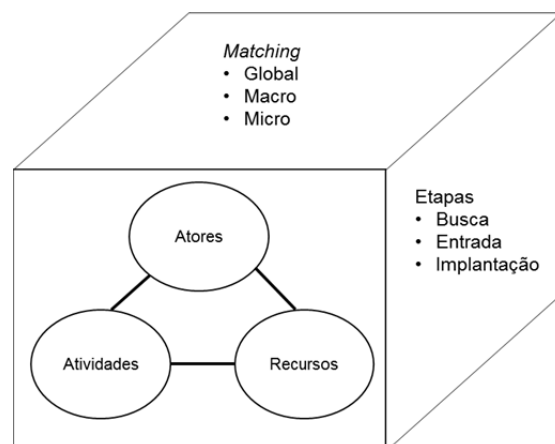 Matching
• Global
• Macro
• Micro
Etapas
• Busca
• Entrada
• Implantação
Atores
Atividades
Recursos